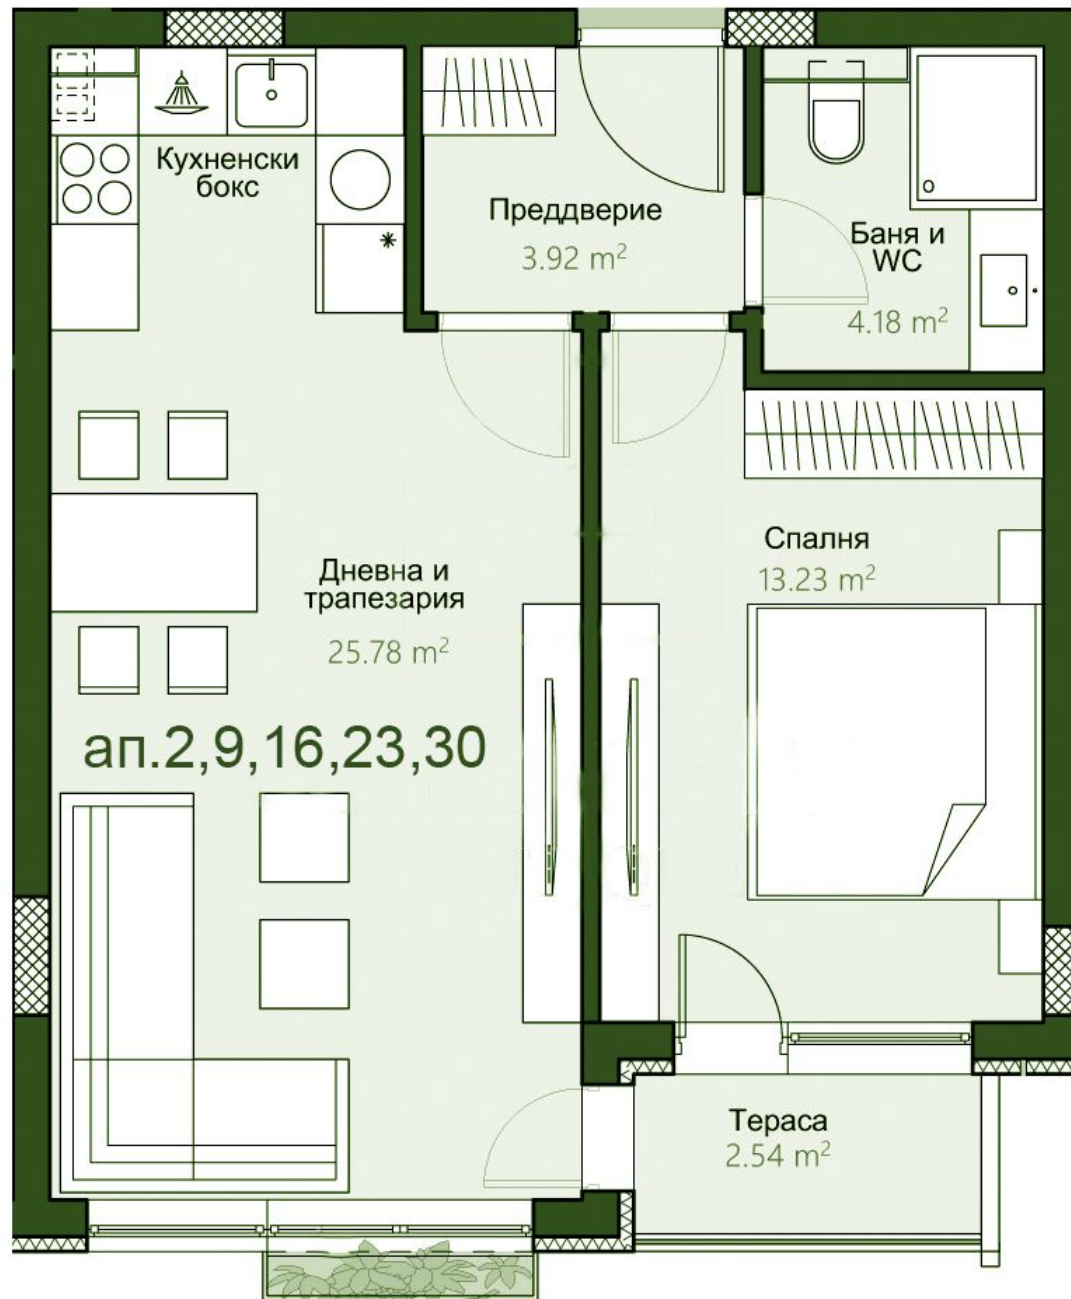 Кухненски
бокс
Преддверие
3.92 m²
Баня и
WC
4.18 m²
Дневна и
трапезария
25.78 m²
Спалня
13.23 m²
ап.2,9,16,23,30
Тераса
2.54 m²